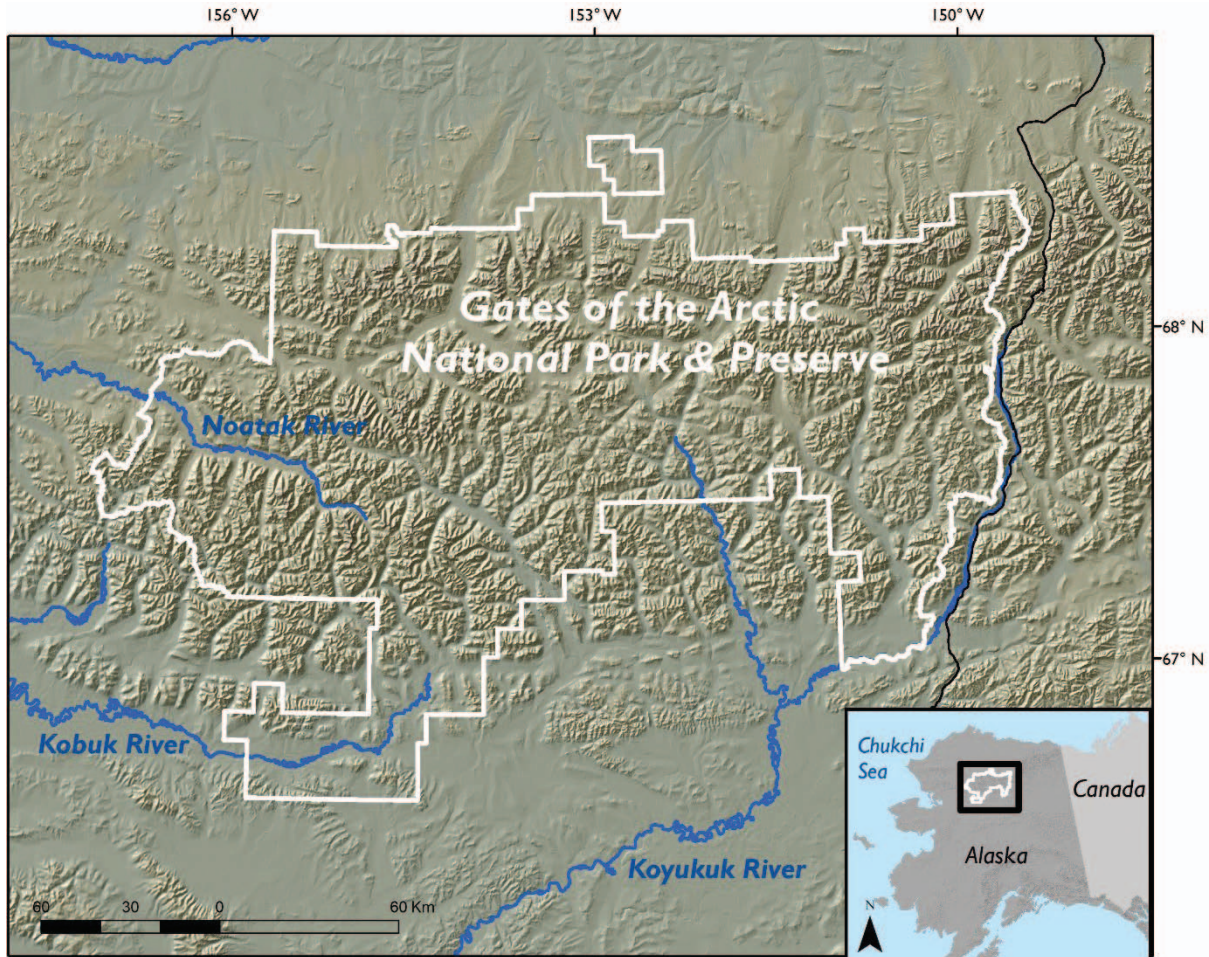 156° W
153° W
150° W
Gates of the Arctic
National Park & Preserve
68° N
Noatak River
67° N
Kobuk River
Koyukuk River
Chukchi
Sea
Canada
Alaska
N
60
30
0
60 Km